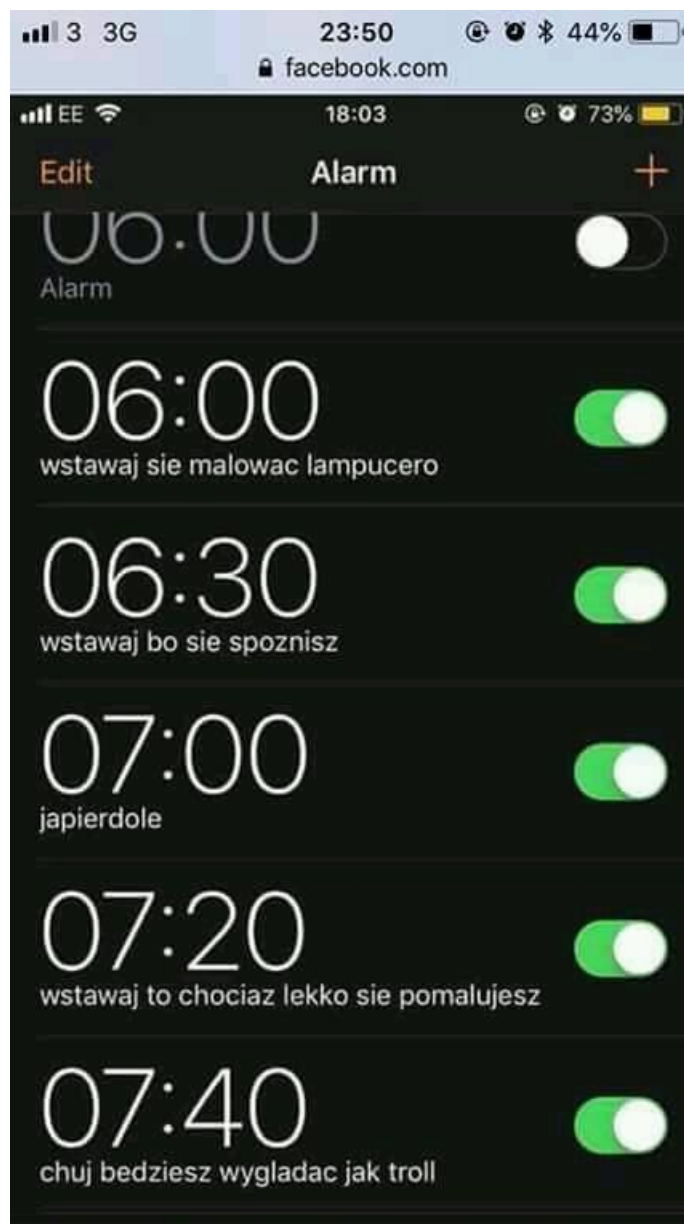 3 3G 23:50 44%
facebook.com
EE 18:03 73%
Edit Alarm +
06:00
Alarm
06:00
wstawaj sie malowac lampucero
06:30
wstawaj bo sie spoznisz
07:00
japierdole
07:20
wstawaj to chociaz lekko sie pomalujesz
07:40
chuj bedziesz wygladac jak troll